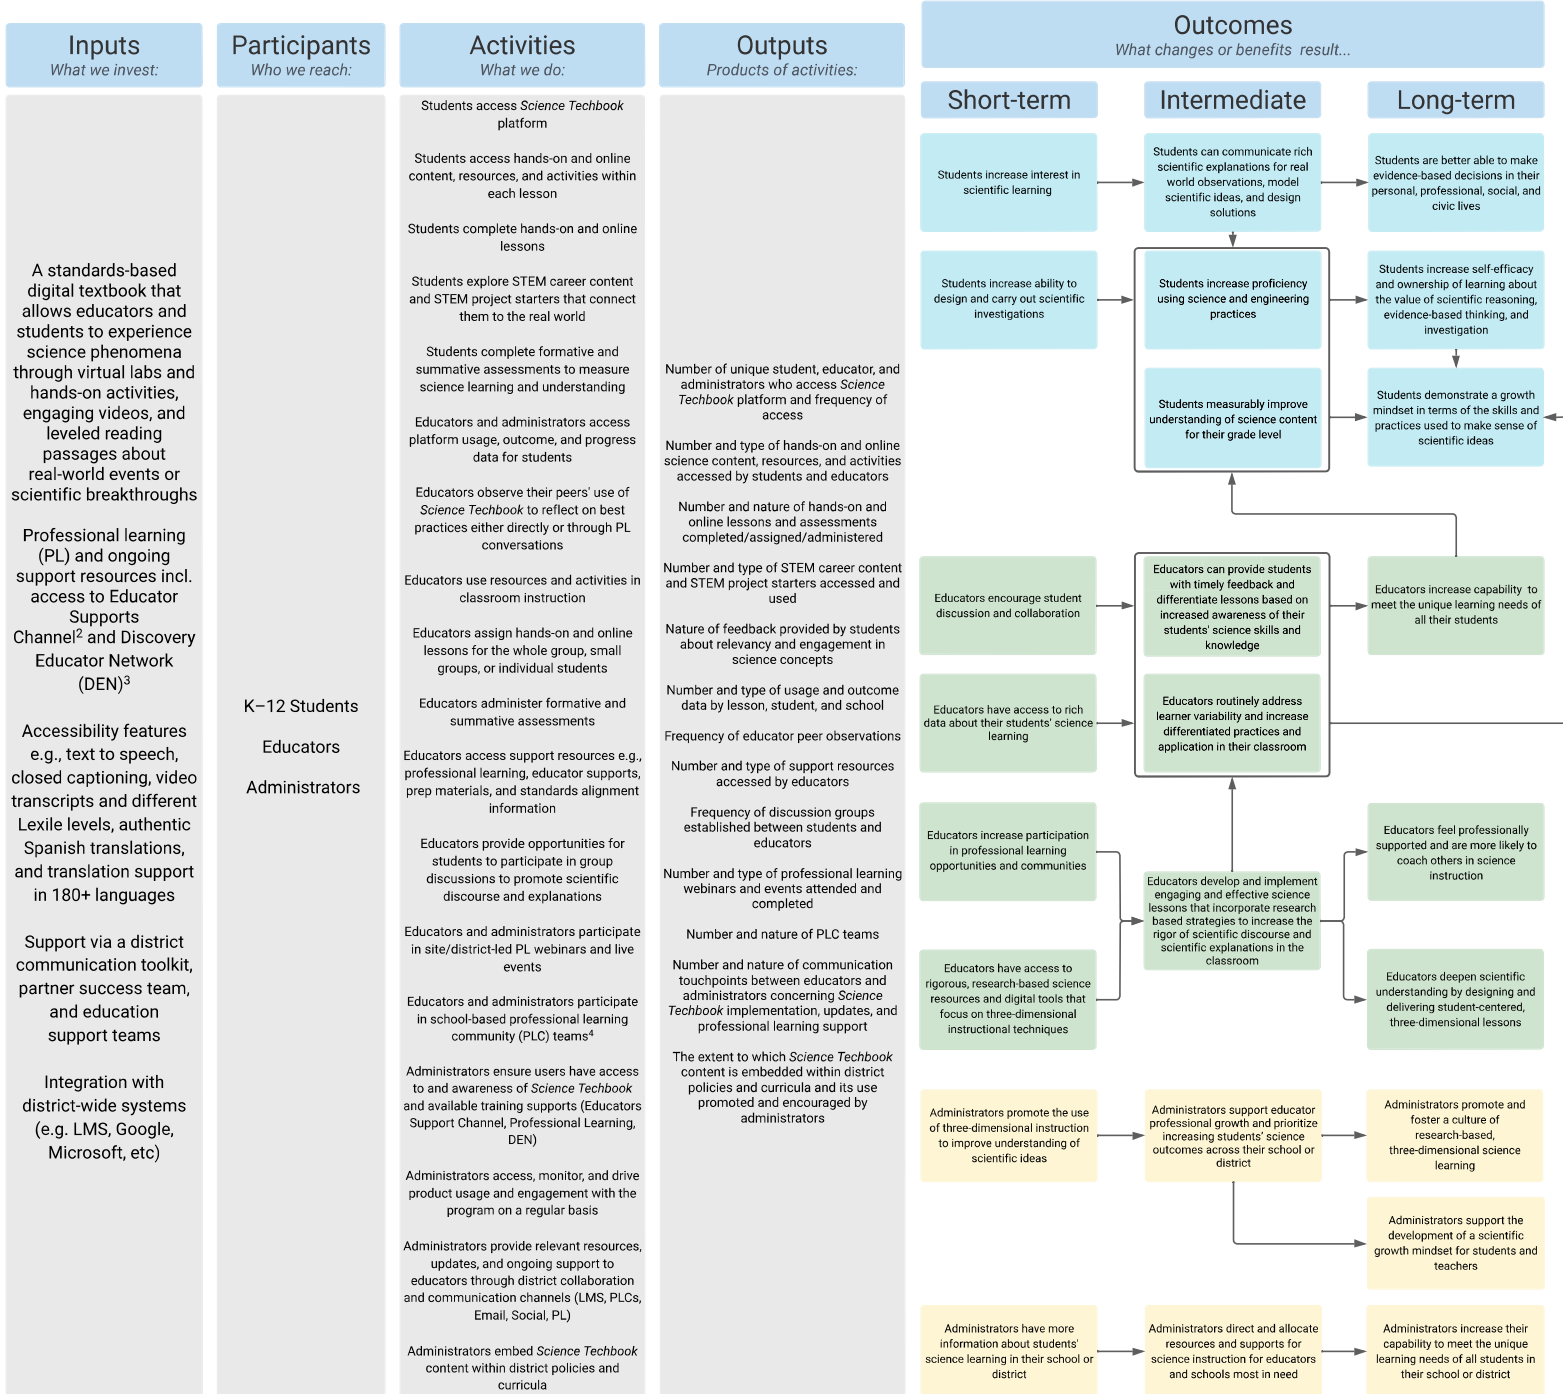 Inputs
What we invest:
A standards-based
digital textbook that
allows educators and
students to experience
science phenomena
through virtual labs and
hands-on activities,
engaging videos, and
leveled reading
passages about
real-world events or
scientific breakthroughs
Professional learning
(PL) and ongoing
support resources incl.
access to Educator
Supports
Channel² and Discovery
Educator Network
(DEN)³
Accessibility features
e.g., text to speech,
closed captioning, video
transcripts and different
Lexile levels, authentic
Spanish translations,
and translation support
in 180+ languages
Support via a district
communication toolkit,
partner success team,
and education
support teams
Integration with
district-wide systems
(e.g. LMS, Google,
Microsoft, etc)
Participants
Who we reach:
K–12 Students
Educators
Administrators
Activities
What we do:
Students access Science Techbook
platform
Students access hands-on and online
content, resources, and activities within
each lesson
Students complete hands-on and online
lessons
Students explore STEM career content
and STEM project starters that connect
them to the real world
Students complete formative and
summative assessments to measure
science learning and understanding
Educators and administrators access
platform usage, outcome, and progress
data for students
Educators observe their peers' use of
Science Techbook to reflect on best
practices either directly or through PL
conversations
Educators use resources and activities in
classroom instruction
Educators assign hands-on and online
lessons for the whole group, small
groups, or individual students
Educators administer formative and
summative assessments
Educators access support resources e.g.,
professional learning, educator supports,
prep materials, and standards alignment
information
Educators provide opportunities for
students to participate in group
discussions to promote scientific
discourse and explanations
Educators and administrators participate
in site/district-led PL webinars and live
events
Educators and administrators participate
in school-based professional learning
community (PLC) teams⁴
Administrators ensure users have access
to and awareness of Science Techbook
and available training supports (Educators
Support Channel, Professional Learning,
DEN)
Administrators access, monitor, and drive
product usage and engagement with the
program on a regular basis
Administrators provide relevant resources,
updates, and ongoing support to
educators through district collaboration
and communication channels (LMS, PLCs,
Email, Social, PL)
Administrators embed Science Techbook
content within district policies and
curricula
Outputs
Products of activities:
Number of unique student, educator, and
administrators who access Science
Techbook platform and frequency of
access
Number and type of hands-on and online
science content, resources, and activities
accessed by students and educators
Number and nature of hands-on and
online lessons and assessments
completed/assigned/administered
Number and type of STEM career content
and STEM project starters accessed and
used
Nature of feedback provided by students
about relevancy and engagement in
science concepts
Number and type of usage and outcome
data by lesson, student, and school
Frequency of educator peer observations
Number and type of support resources
accessed by educators
Frequency of discussion groups
established between students and
educators
Number and type of professional learning
webinars and events attended and
completed
Number and nature of PLC teams
Number and nature of communication
touchpoints between educators and
administrators concerning Science
Techbook implementation, updates, and
professional learning support
The extent to which Science Techbook
content is embedded within district
policies and curricula and its use
promoted and encouraged by
administrators
Outcomes
What changes or benefits result...
Short-term
Intermediate
Long-term
Students increase interest in
scientific learning
Students can communicate rich
scientific explanations for real
world observations, model
scientific ideas, and design
solutions
Students are better able to make
evidence-based decisions in their
personal, professional, social, and
civic lives
Students increase ability to
design and carry out scientific
investigations
Students increase proficiency
using science and engineering
practices
Students increase self-efficacy
and ownership of learning about
the value of scientific reasoning,
evidence-based thinking, and
investigation
Students measurably improve
understanding of science content
for their grade level
Students demonstrate a growth
mindset in terms of the skills and
practices used to make sense of
scientific ideas
Educators encourage student
discussion and collaboration
Educators can provide students
with timely feedback and
differentiate lessons based on
increased awareness of their
students' science skills and
knowledge
Educators increase capability to
meet the unique learning needs of
all their students
Educators have access to rich
data about their students' science
learning
Educators routinely address
learner variability and increase
differentiated practices and
application in their classroom
Educators increase participation
in professional learning
opportunities and communities
Educators develop and implement
engaging and effective science
lessons that incorporate research
based strategies to increase the
rigor of scientific discourse and
scientific explanations in the
classroom
Educators feel professionally
supported and are more likely to
coach others in science
instruction
Educators have access to
rigorous, research-based science
resources and digital tools that
focus on three-dimensional
instructional techniques
Educators deepen scientific
understanding by designing and
delivering student-centered,
three-dimensional lessons
Administrators promote the use
of three-dimensional instruction
to improve understanding of
scientific ideas
Administrators support educator
professional growth and prioritize
increasing students' science
outcomes across their school or
district
Administrators promote and
foster a culture of
research-based,
three-dimensional science
learning
Administrators support the
development of a scientific
growth mindset for students and
teachers
Administrators have more
information about students'
science learning in their school or
district
Administrators direct and allocate
resources and supports for
science instruction for educators
and schools most in need
Administrators increase their
capability to meet the unique
learning needs of all students in
their school or district